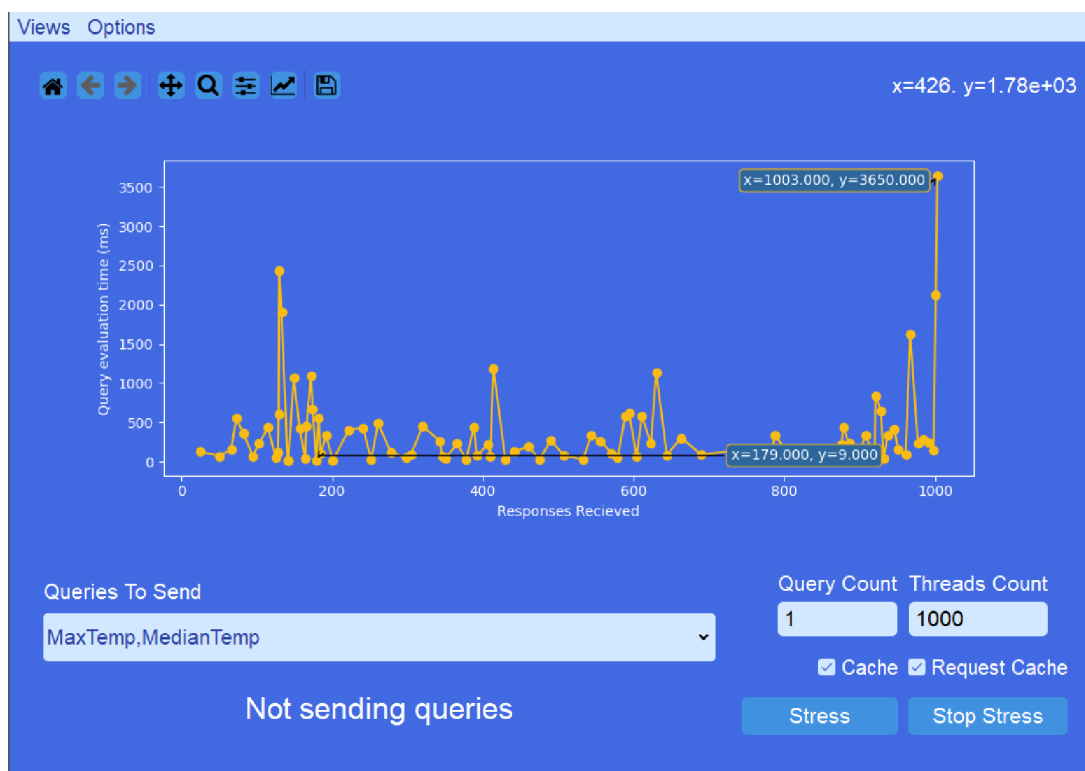 Views Options
x=426. y=1.78e+03
3500
3000
2500
2000
1500
1000
500
0
Query evaluation time (ms)
x=1003.000, y=3650.000
x=179.000, y=9.000
0 200 400 600 800 1000
Responses Recieved
Queries To Send
MaxTemp,MedianTemp
Query Count Threads Count
1 1000
Cache Request Cache
Not sending queries
Stress Stop Stress